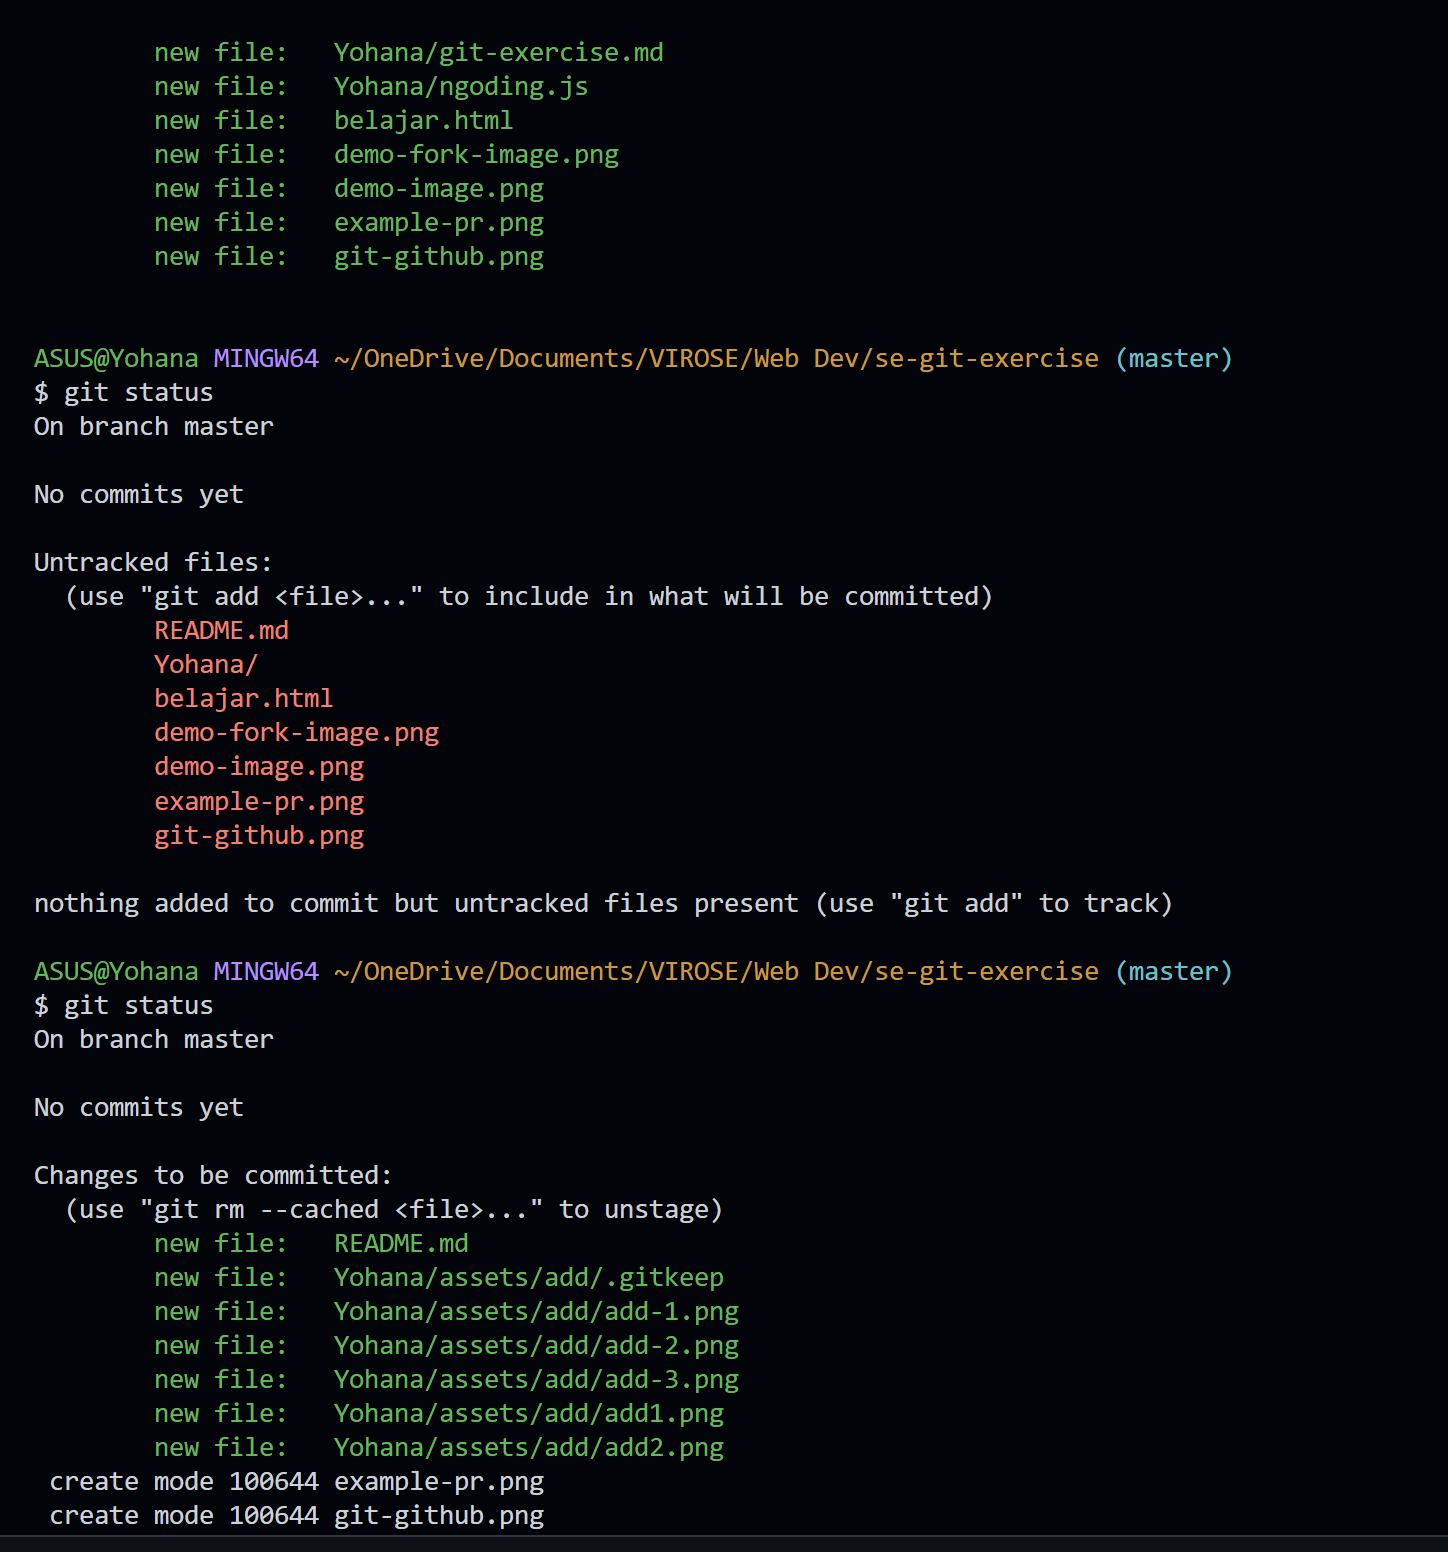 new file:   Yohana/git-exercise.md
new file:   Yohana/ngoding.js
new file:   belajar.html
new file:   demo-fork-image.png
new file:   demo-image.png
new file:   example-pr.png
new file:   git-github.png
ASUS@Yohana MINGW64 ~/OneDrive/Documents/VIROSE/Web Dev/se-git-exercise (master)
$ git status
On branch master
No commits yet
Untracked files:
(use "git add <file>..." to include in what will be committed)
README.md
Yohana/
belajar.html
demo-fork-image.png
demo-image.png
example-pr.png
git-github.png
nothing added to commit but untracked files present (use "git add" to track)
ASUS@Yohana MINGW64 ~/OneDrive/Documents/VIROSE/Web Dev/se-git-exercise (master)
$ git status
On branch master
No commits yet
Changes to be committed:
(use "git rm --cached <file>..." to unstage)
new file:   README.md
new file:   Yohana/assets/add/.gitkeep
new file:   Yohana/assets/add/add-1.png
new file:   Yohana/assets/add/add-2.png
new file:   Yohana/assets/add/add-3.png
new file:   Yohana/assets/add/add1.png
new file:   Yohana/assets/add/add2.png
create mode 100644 example-pr.png
create mode 100644 git-github.png